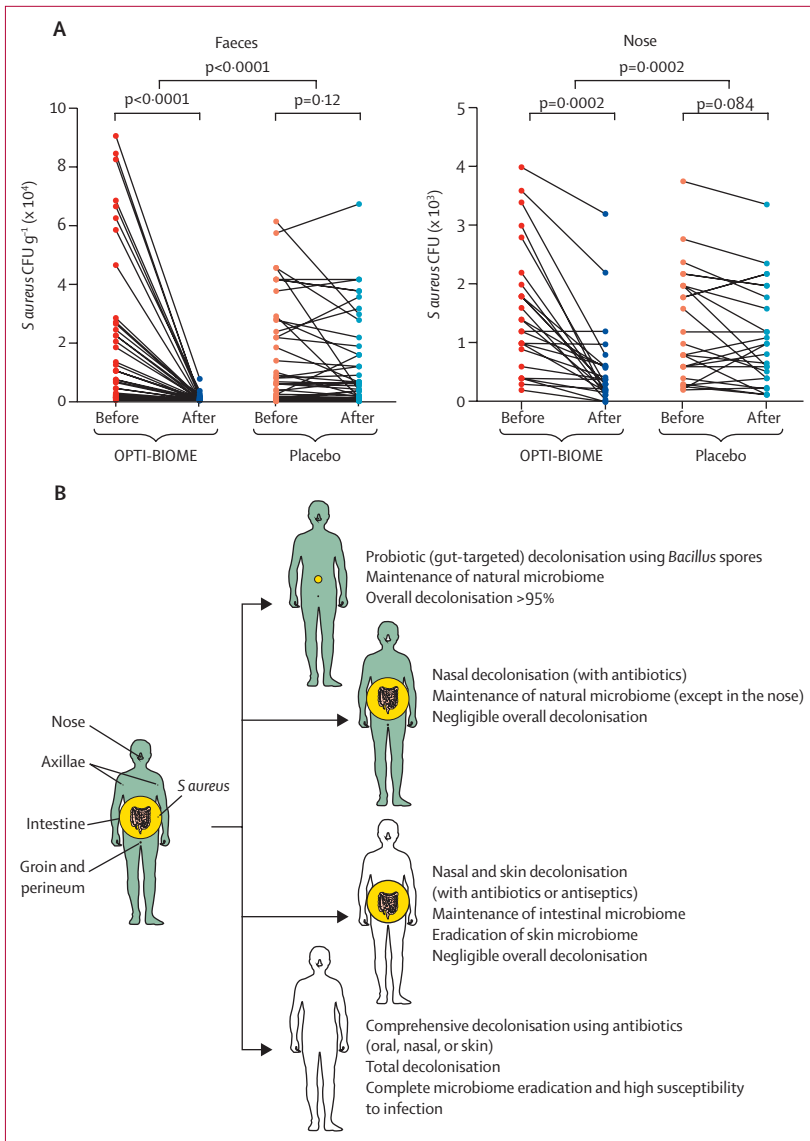 A
Faeces
p<0·0001
p<0·0001
p=0·12
S aureus CFU g⁻¹ (x 10⁴)
10
8
6
4
2
0
Before
After
Before
After
OPTI-BIOME
Placebo
Nose
p=0·0002
p=0·0002
p=0·084
S aureus CFU (x 10³)
5
4
3
2
1
0
Before
After
Before
After
OPTI-BIOME
Placebo
B
Probiotic (gut-targeted) decolonisation using Bacillus spores
Maintenance of natural microbiome
Overall decolonisation >95%
Nasal decolonisation (with antibiotics)
Maintenance of natural microbiome (except in the nose)
Negligible overall decolonisation
Nose
Axillae
S aureus
Intestine
Groin and
perineum
Nasal and skin decolonisation
(with antibiotics or antiseptics)
Maintenance of intestinal microbiome
Eradication of skin microbiome
Negligible overall decolonisation
Comprehensive decolonisation using antibiotics
(oral, nasal, or skin)
Total decolonisation
Complete microbiome eradication and high susceptibility
to infection